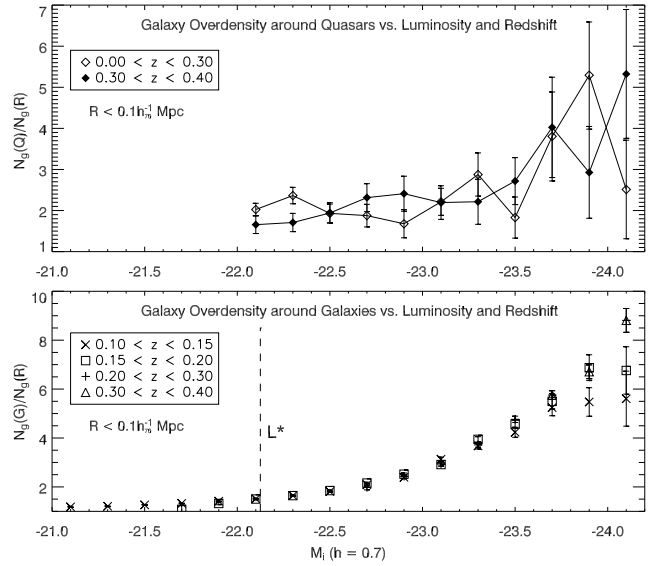 Galaxy Overdensity around Quasars vs. Luminosity and Redshift
7
6
5
4
3
2
1
N_g(Q)/N_g(R)
◇ 0.00 < z < 0.30
◆ 0.30 < z < 0.40
R < 0.1h_70^-1 Mpc
-21.0 -21.5 -22.0 -22.5 -23.0 -23.5 -24.0
Galaxy Overdensity around Galaxies vs. Luminosity and Redshift
10
8
6
4
2
N_g(G)/N_g(R)
× 0.10 < z < 0.15
□ 0.15 < z < 0.20
+ 0.20 < z < 0.30
△ 0.30 < z < 0.40
R < 0.1h_70^-1 Mpc
L*
-21.0 -21.5 -22.0 -22.5 -23.0 -23.5 -24.0
M_i (h = 0.7)